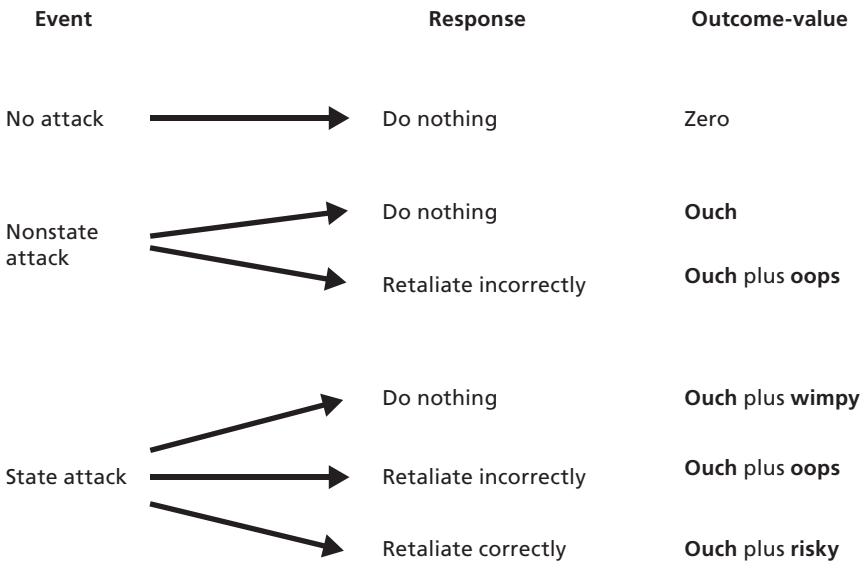 Event Response Outcome-value
No attack Do nothing Zero
Nonstate
attack
Do nothing Ouch
Retaliate incorrectly Ouch plus oops
State attack
Do nothing Ouch plus wimpy
Retaliate incorrectly Ouch plus oops
Retaliate correctly Ouch plus risky